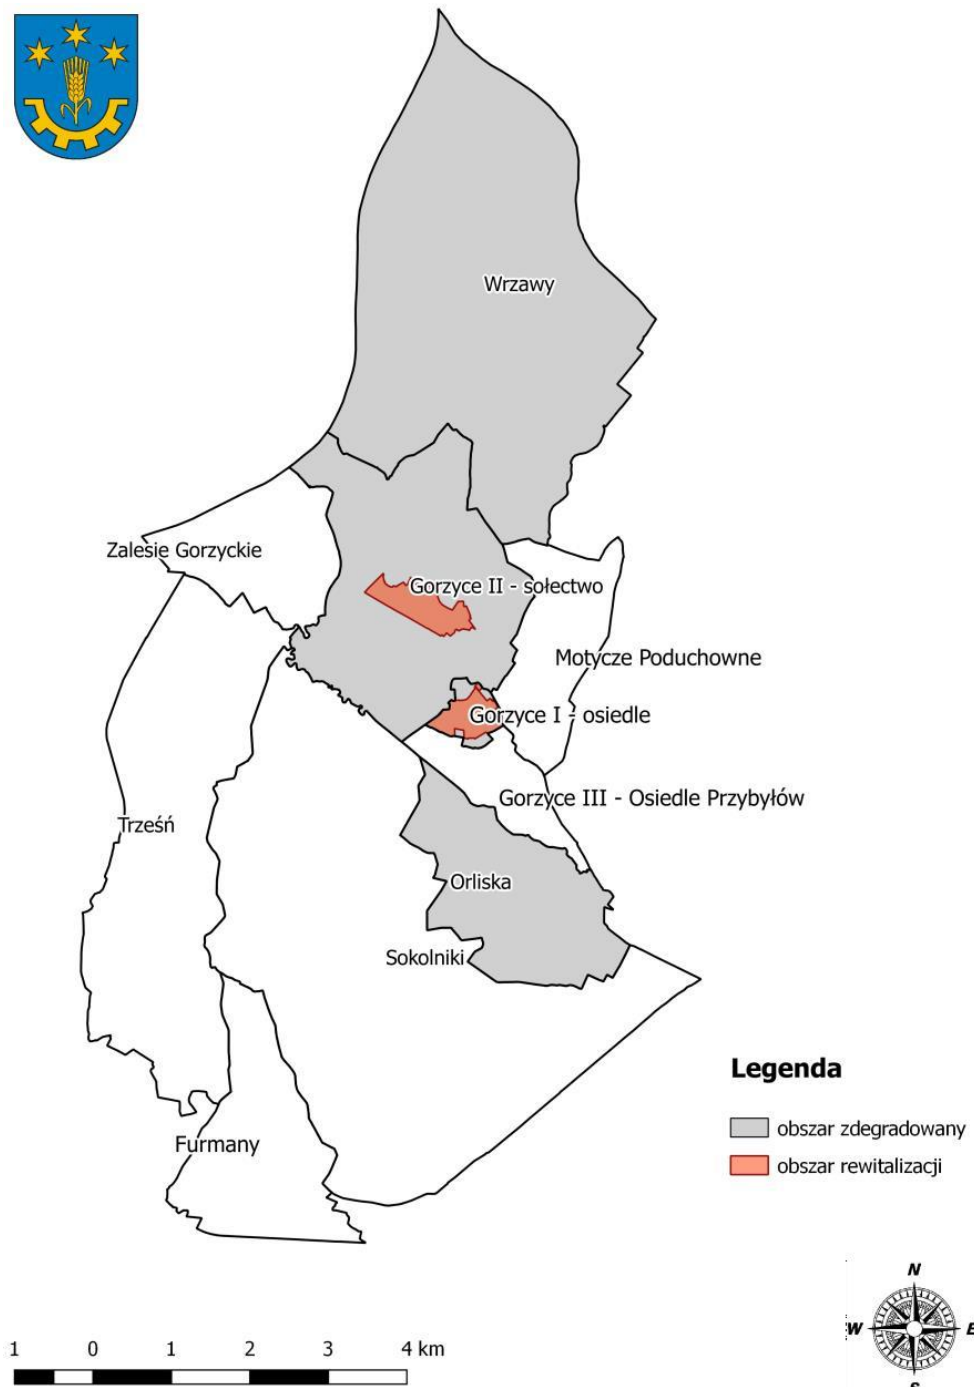 Wrzawy
Zalesie Gorzyckie
Gorzyce II - sołectwo
Motycze Poduchowne
Gorzyce I - osiedle
Gorzyce III - Osiedle Przybyłów
Trześń
Orliska
Sokolniki
Legenda
obszar zdegradowany
Furmany
obszar rewitalizacji
N
W
E
S
1 0 1 2 3 4 km